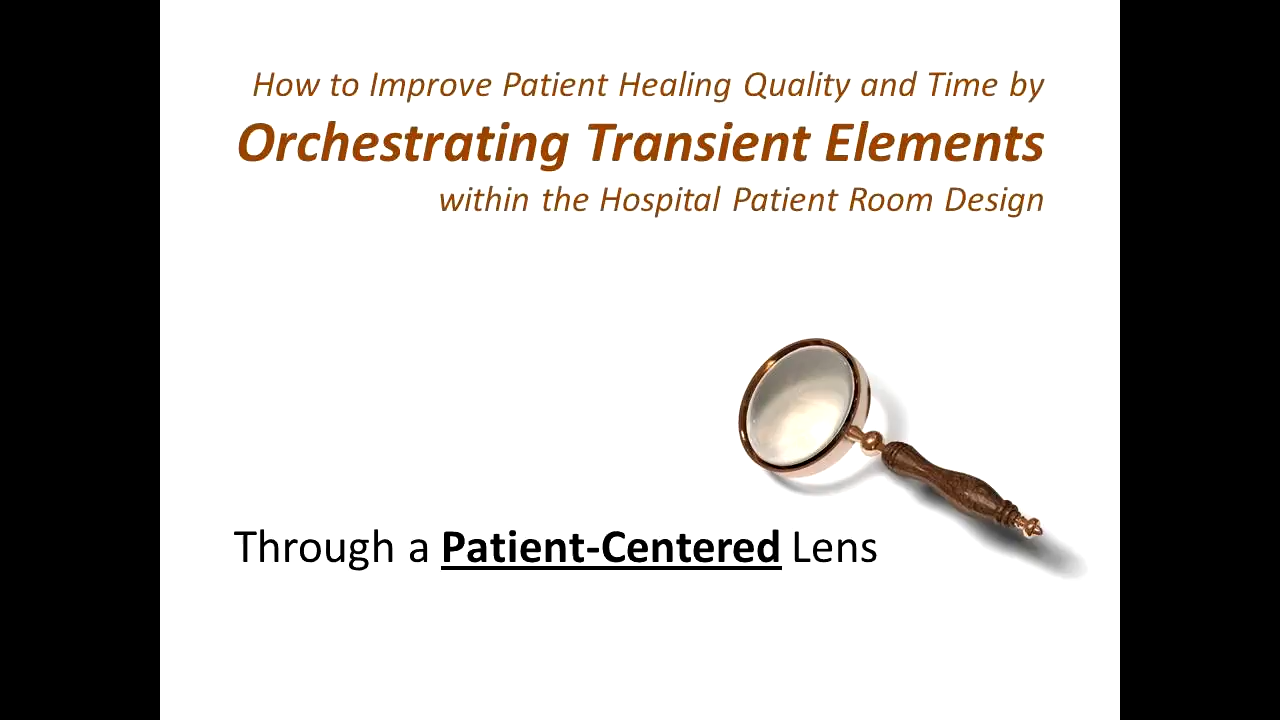 How to Improve Patient Healing Quality and Time by
Orchestrating Transient Elements
within the Hospital Patient Room Design
Through a Patient-Centered Lens